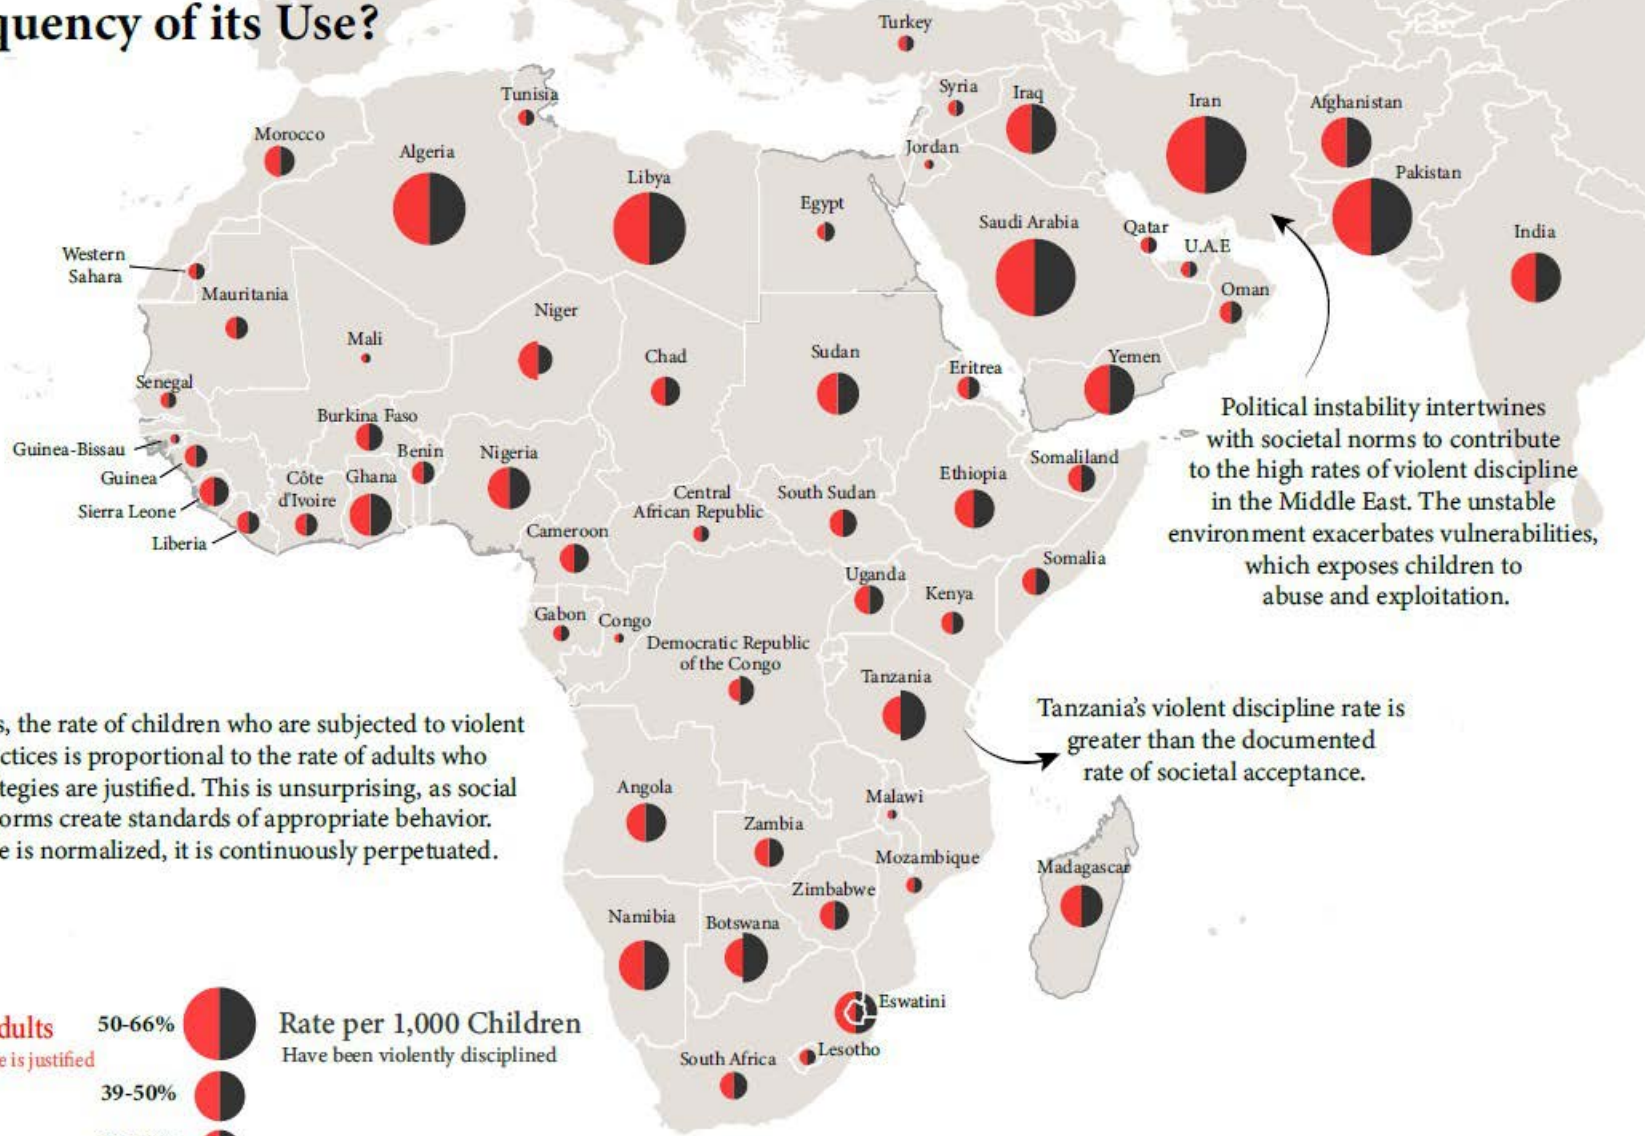 quency of its Use?
Turkey
Tunisia
Syria
Iraq
Iran
Afghanistan
Morocco
Algeria
Jordan
Pakistan
Libya
Egypt
Saudi Arabia
Qatar
U.A.E
India
Western
Sahara
Mauritania
Oman
Niger
Mali
Chad
Sudan
Yemen
Eritrea
Senegal
Burkina Faso
Guinea-Bissau
Benin
Nigeria
Guinea
Côte
d'Ivoire
Ghana
Ethiopia
Somaliland
Sierra Leone
Central
African Republic
South Sudan
Liberia
Cameroon
Somalia
Uganda
Kenya
Gabon
Congo
Democratic Republic
of the Congo
Tanzania
Political instability intertwines
with societal norms to contribute
to the high rates of violent discipline
in the Middle East. The unstable
environment exacerbates vulnerabilities,
which exposes children to
abuse and exploitation.
Tanzania's violent discipline rate is
greater than the documented
rate of societal acceptance.
s, the rate of children who are subjected to violent
ctices is proportional to the rate of adults who
tegies are justified. This is unsurprising, as social
orms create standards of appropriate behavior.
e is normalized, it is continuously perpetuated.
Angola
Malawi
Zambia
Mozambique
Madagascar
Zimbabwe
Namibia
Botswana
Eswatini
Lesotho
South Africa
dults
e is justified
50-66%
Rate per 1,000 Children
Have been violently disciplined
39-50%